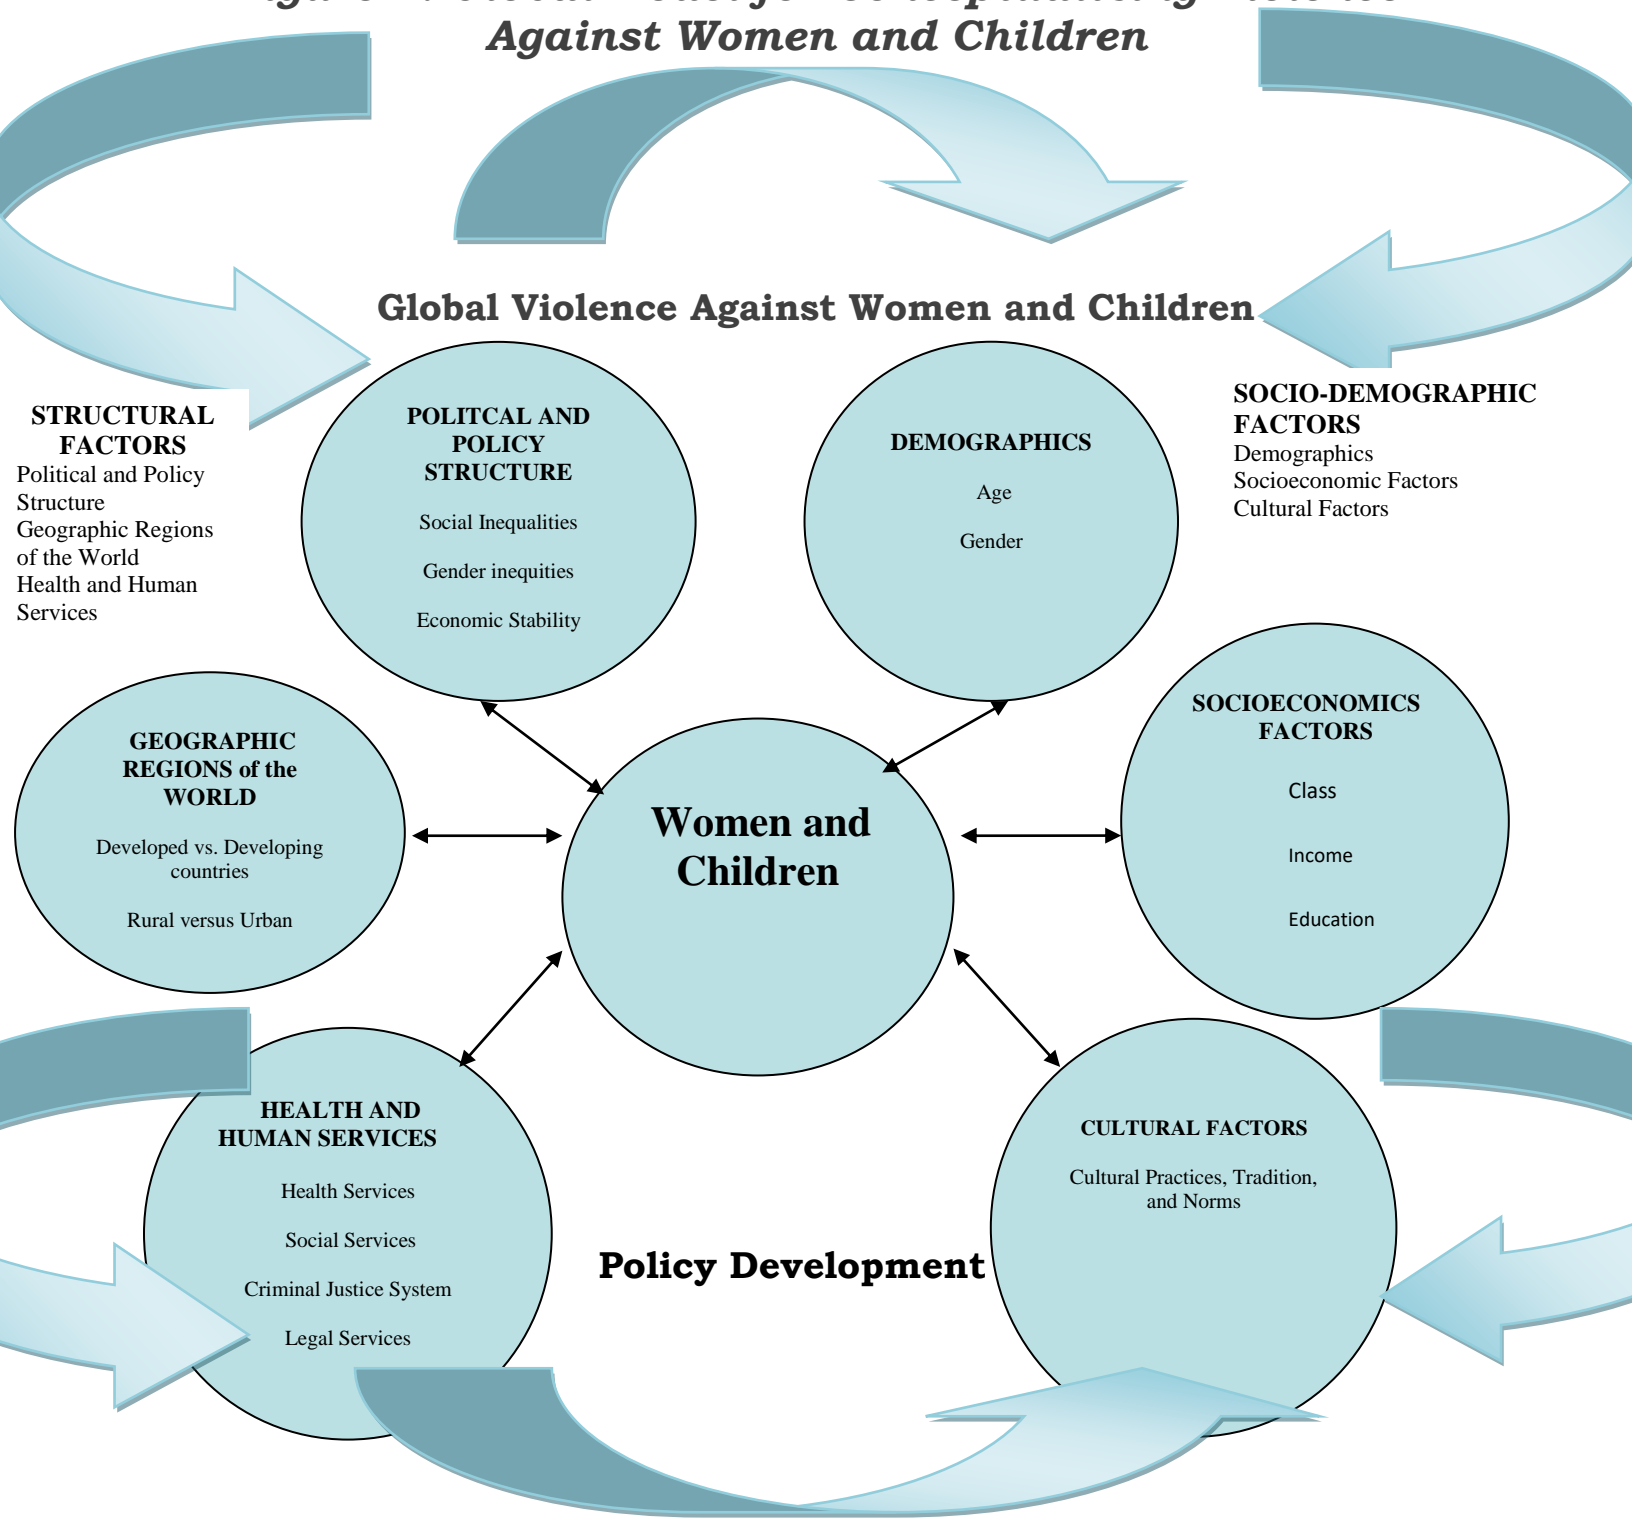 Against Women and Children
Global Violence Against Women and Children
STRUCTURAL
FACTORS
Political and Policy
Structure
Geographic Regions
of the World
Health and Human
Services
POLITCAL AND
POLICY
STRUCTURE
Social Inequalities
Gender inequities
Economic Stability
DEMOGRAPHICS
Age
Gender
SOCIO-DEMOGRAPHIC
FACTORS
Demographics
Socioeconomic Factors
Cultural Factors
GEOGRAPHIC
REGIONS of the
WORLD
Developed vs. Developing
countries
Rural versus Urban
Women and
Children
SOCIOECONOMICS
FACTORS
Class
Income
Education
HEALTH AND
HUMAN SERVICES
Health Services
Social Services
Criminal Justice System
Legal Services
Policy Development
CULTURAL FACTORS
Cultural Practices, Tradition,
and Norms